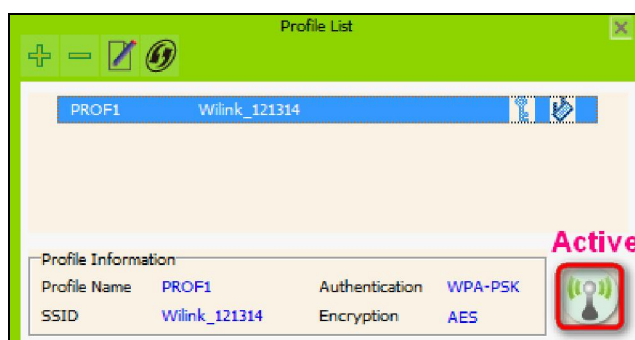 Profile List
PROF1 Wilink_121314
Active
Profile Information
Profile Name PROF1 Authentication WPA-PSK
SSID Wilink_121314 Encryption AES